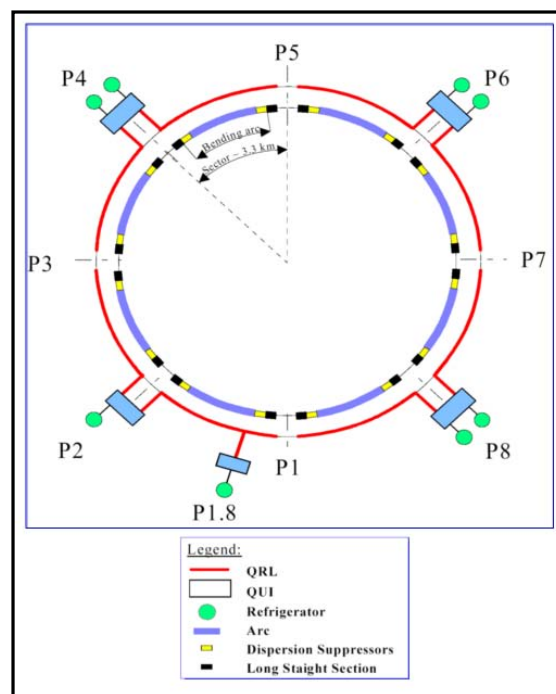 P5
P4
P6
Bending arc
Sector ~ 3,3 km
P3
P7
P2
P1
P8
P1.8
Legend:
QRL
QUI
Refrigerator
Arc
Dispersion Suppressors
Long Staight Section